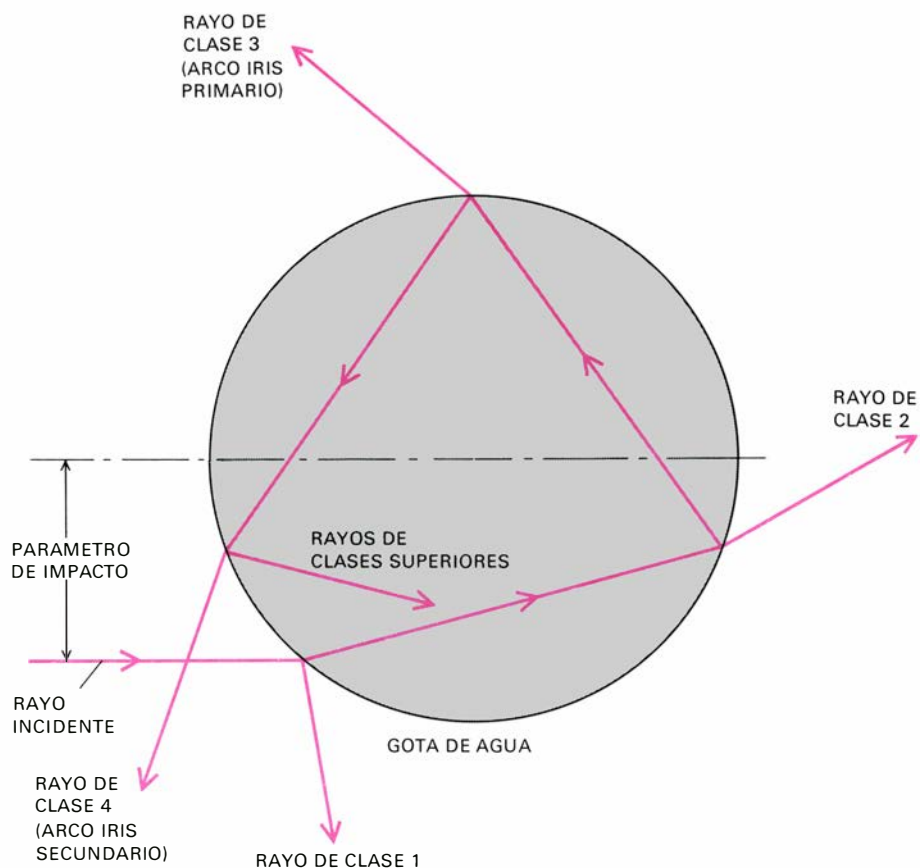 RAYO DE
CLASE 3
(ARCO IRIS
PRIMARIO)
RAYO DE
CLASE 2
RAYOS DE
CLASES SUPERIORES
PARAMETRO
DE IMPACTO
RAYO
INCIDENTE
GOTA DE AGUA
RAYO DE
CLASE 4
(ARCO IRIS
SECUNDARIO)
RAYO DE CLASE 1